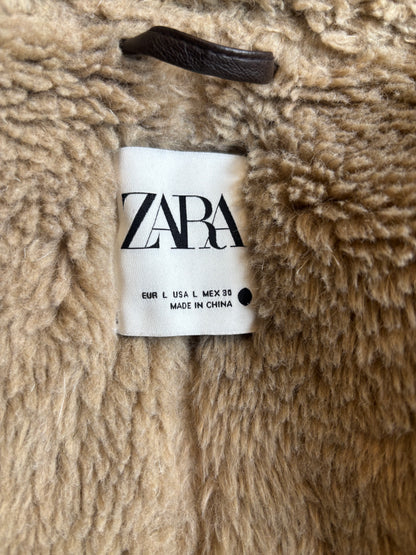 ZARA
EUR L USA L MEX 30
MADE IN CHINA